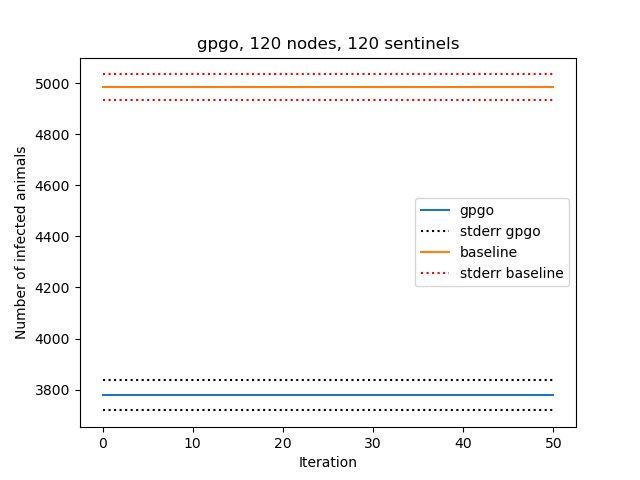 gpgo, 120 nodes, 120 sentinels
Number of infected animals
5000
4800
4600
4400
4200
4000
3800
gpgo
stderr gpgo
baseline
stderr baseline
0 10 20 30 40 50
Iteration